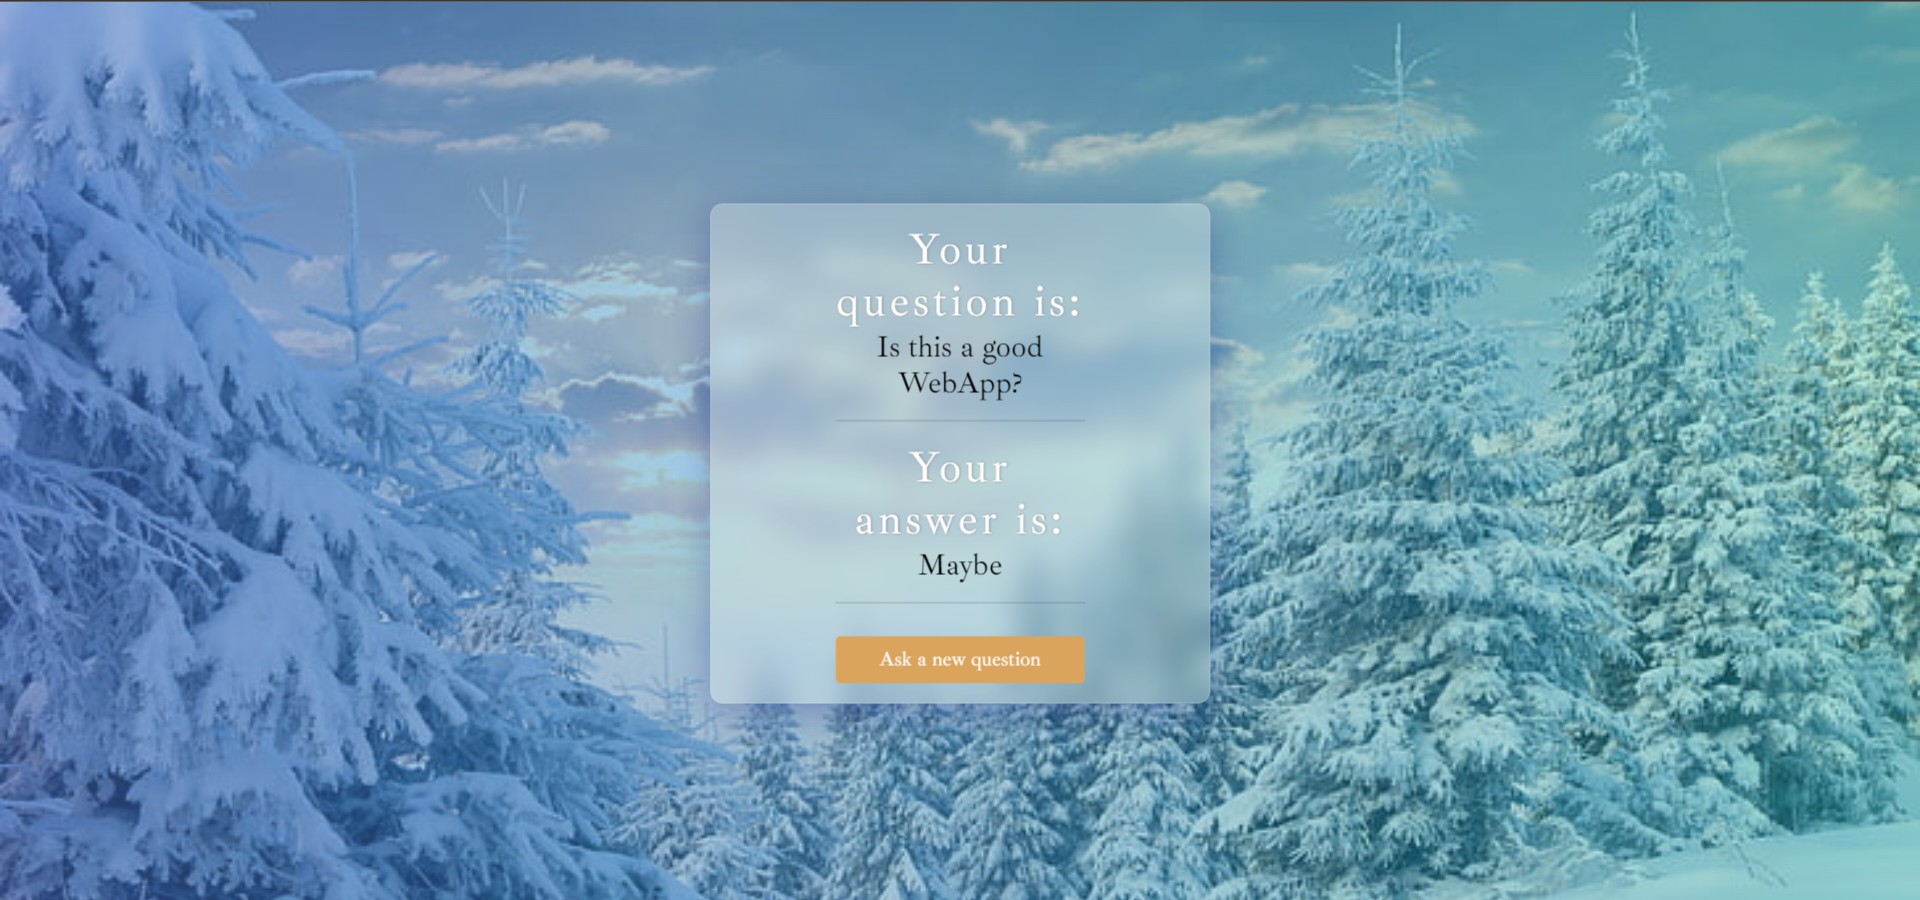 Your
question is:
Is this a good
WebApp?
Your
answer is:
Maybe
Ask a new question